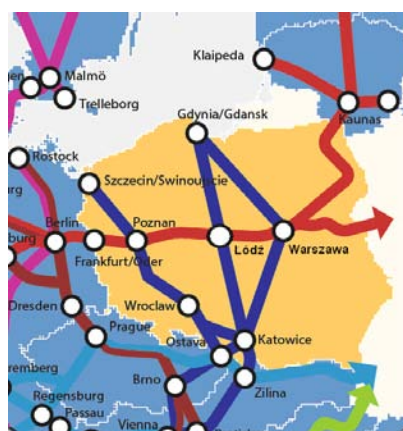 Klaipeda
Malmö
Trelleborg
Gdynia/Gdansk
Kaunas
Rostock
Szczecin/Swinoujscie
Berlin
Poznan
Lódź
Warszawa
Frankfurt/Oder
Dresden
Wroclaw
Prague
Katowice
Ostava
Brno
Zilina
Regensburg
Passau
Vienna